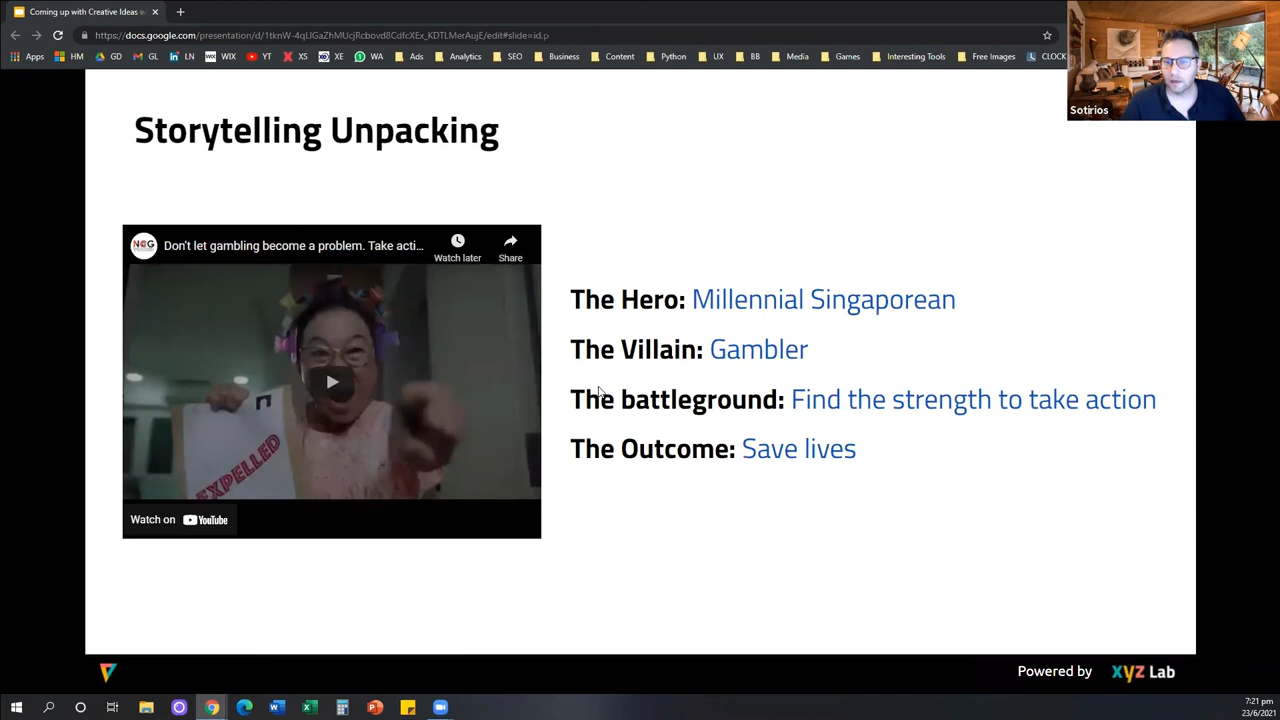 Coming up with Creative Ideas w
https://docs.google.com/presentation/d/1tknW-4qLIGaZhMUcjRcbovd8CdfcXEx_KDTLMerAujE/edit#slide=id.p
Apps HM GD GL LN WIX YT XS XE WA Ads Analytics SEO Business Content Python UX BB Media Games Interesting Tools Free Images CLOCK
Sotirios
Storytelling Unpacking
NCG Don't let gambling become a problem. Take acti...
Watch later Share
EXPELLED
Watch on YouTube
The Hero: Millennial Singaporean
The Villain: Gambler
The battleground: Find the strength to take action
The Outcome: Save lives
Powered by XYZ Lab
7:21 pm
23/6/2021